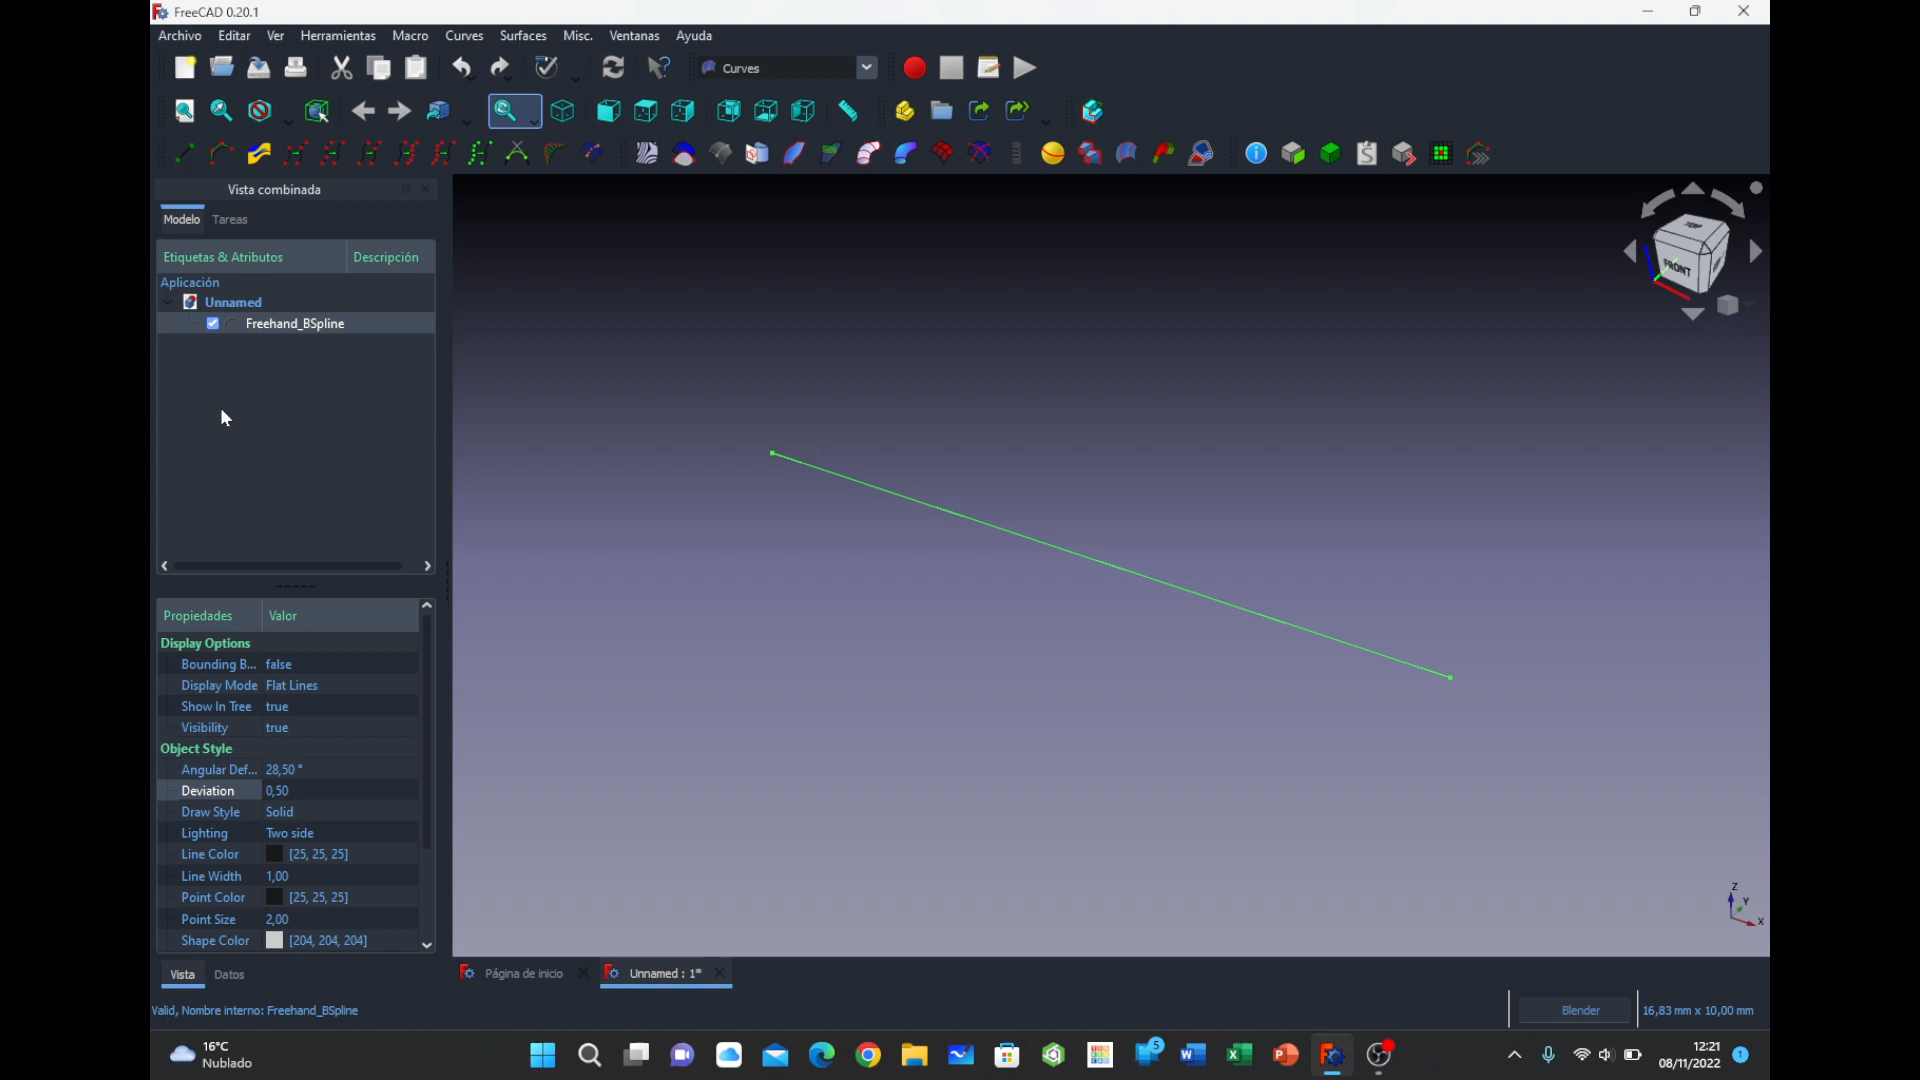 FreeCAD 0.20.1
Archivo Editar Ver Herramientas Macro Curves Surfaces Misc. Ventanas Ayuda
Curves
Vista combinada
Modelo Tareas
Etiquetas & Atributos Descripción
Aplicación
Unnamed
Freehand_BSpline
TOP
FRONT
Propiedades Valor
Display Options
Bounding B... false
Display Mode Flat Lines
Show In Tree true
Visibility true
Object Style
Angular Def... 28,50 °
Deviation 0,50
Draw Style Solid
Lighting Two side
Line Color [25, 25, 25]
Line Width 1,00
Point Color [25, 25, 25]
Point Size 2,00
Shape Color [204, 204, 204]
Z
Y
X
Vista Datos
Página de inicio Unnamed : 1*
Valid, Nombre interno: Freehand_BSpline
Blender 16,83 mm x 10,00 mm
16°C
Nublado
5
12:21
08/11/2022
1